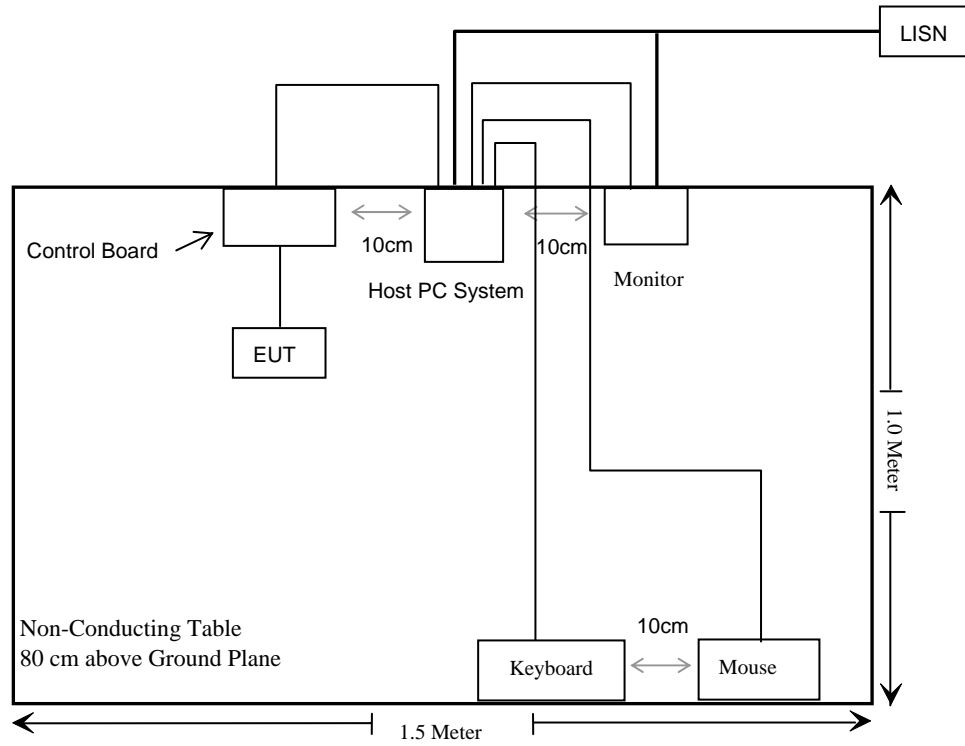 LISN
Control Board
10cm
10cm
Host PC System
Monitor
EUT
1.0 Meter
Non-Conducting Table
80 cm above Ground Plane
10cm
Keyboard
Mouse
1.5 Meter